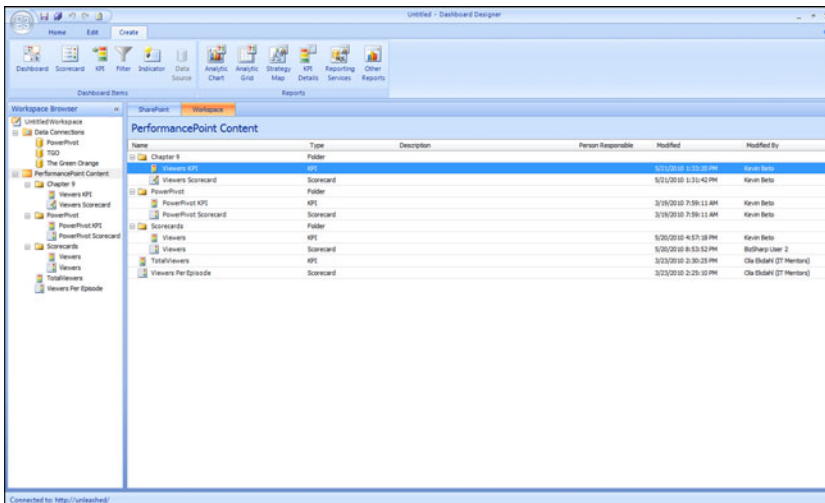 Untitled - Dashboard Designer
Home Edit Create
Dashboard Scorecard KPI Filter Indicator Data Source Analytic Chart Analytic Grid Strategy Map KPI Details Reporting Services Other Reports
Dashboard Items Reports
Workspace Browser «
Untitled Workspace
Data Connections
PowerPivot
TGO
The Green Orange
PerformancePoint Content
Chapter 9
Viewers KPI
Viewers Scorecard
PowerPivot
PowerPivot KPI
PowerPivot Scorecard
Scorecards
Viewers
Viewers
TotalViewers
Viewers Per Episode
SharePoint Workspace
PerformancePoint Content
Name Type Description Person Responsible Modified Modified By
Chapter 9 Folder
Viewers KPI KPI 5/21/2010 1:33:35 PM Kevin Beto
Viewers Scorecard Scorecard 5/21/2010 1:31:42 PM Kevin Beto
PowerPivot Folder
PowerPivot KPI KPI 3/19/2010 7:59:11 AM Kevin Beto
PowerPivot Scorecard Scorecard 3/19/2010 7:59:11 AM Kevin Beto
Scorecards Folder
Viewers KPI 5/20/2010 4:57:18 PM Kevin Beto
Viewers Scorecard 5/20/2010 8:53:52 PM BizSharp User 2
TotalViewers KPI 3/23/2010 2:30:25 PM Ola Ekdahl (IT Mentors)
Viewers Per Episode Scorecard 3/23/2010 2:25:10 PM Ola Ekdahl (IT Mentors)
Connected to: http://unleashed/